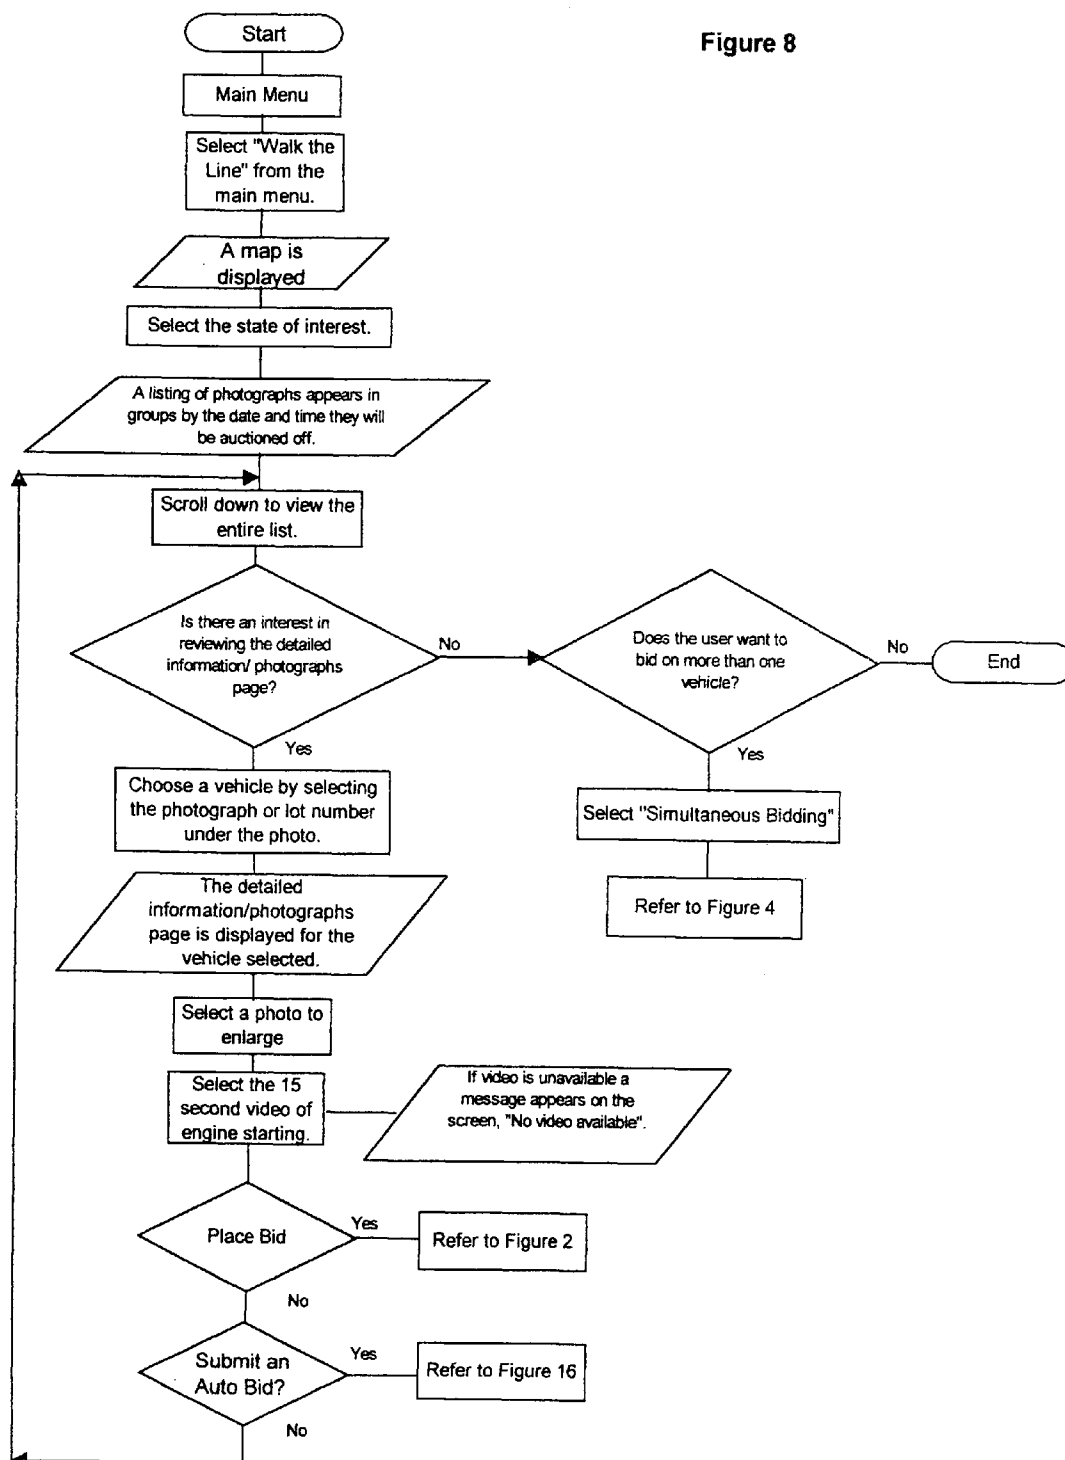 Figure 8
Start
Main Menu
Select "Walk the
Line" from the
main menu.
A map is
displayed
Select the state of interest.
A listing of photographs appears in
groups by the date and time they will
be auctioned off.
Scroll down to view the
entire list.
Is there an interest in
reviewing the detailed
information/ photographs
page?
No
Does the user want to
bid on more than one
vehicle?
No
End
Yes
Yes
Choose a vehicle by selecting
the photograph or lot number
under the photo.
Select "Simultaneous Bidding"
Refer to Figure 4
The detailed
information/photographs
page is displayed for the
vehicle selected.
Select a photo to
enlarge
Select the 15
second video of
engine starting.
If video is unavailable a
message appears on the
screen, "No video available".
Place Bid
Yes
Refer to Figure 2
No
Submit an
Auto Bid?
Yes
Refer to Figure 16
No